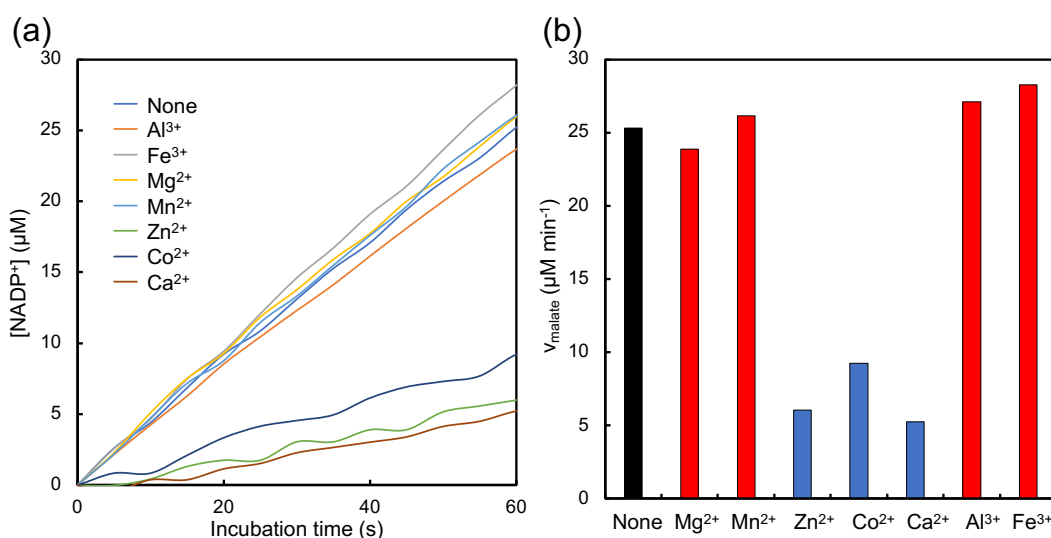 (a)
30
25
20
15
10
5
0
[NADP⁺] (µM)
None
Al³⁺
Fe³⁺
Mg²⁺
Mn²⁺
Zn²⁺
Co²⁺
Ca²⁺
0 20 40 60
Incubation time (s)
(b)
30
25
20
15
10
5
0
v_malate (µM min⁻¹)
None Mg²⁺ Mn²⁺ Zn²⁺ Co²⁺ Ca²⁺ Al³⁺ Fe³⁺